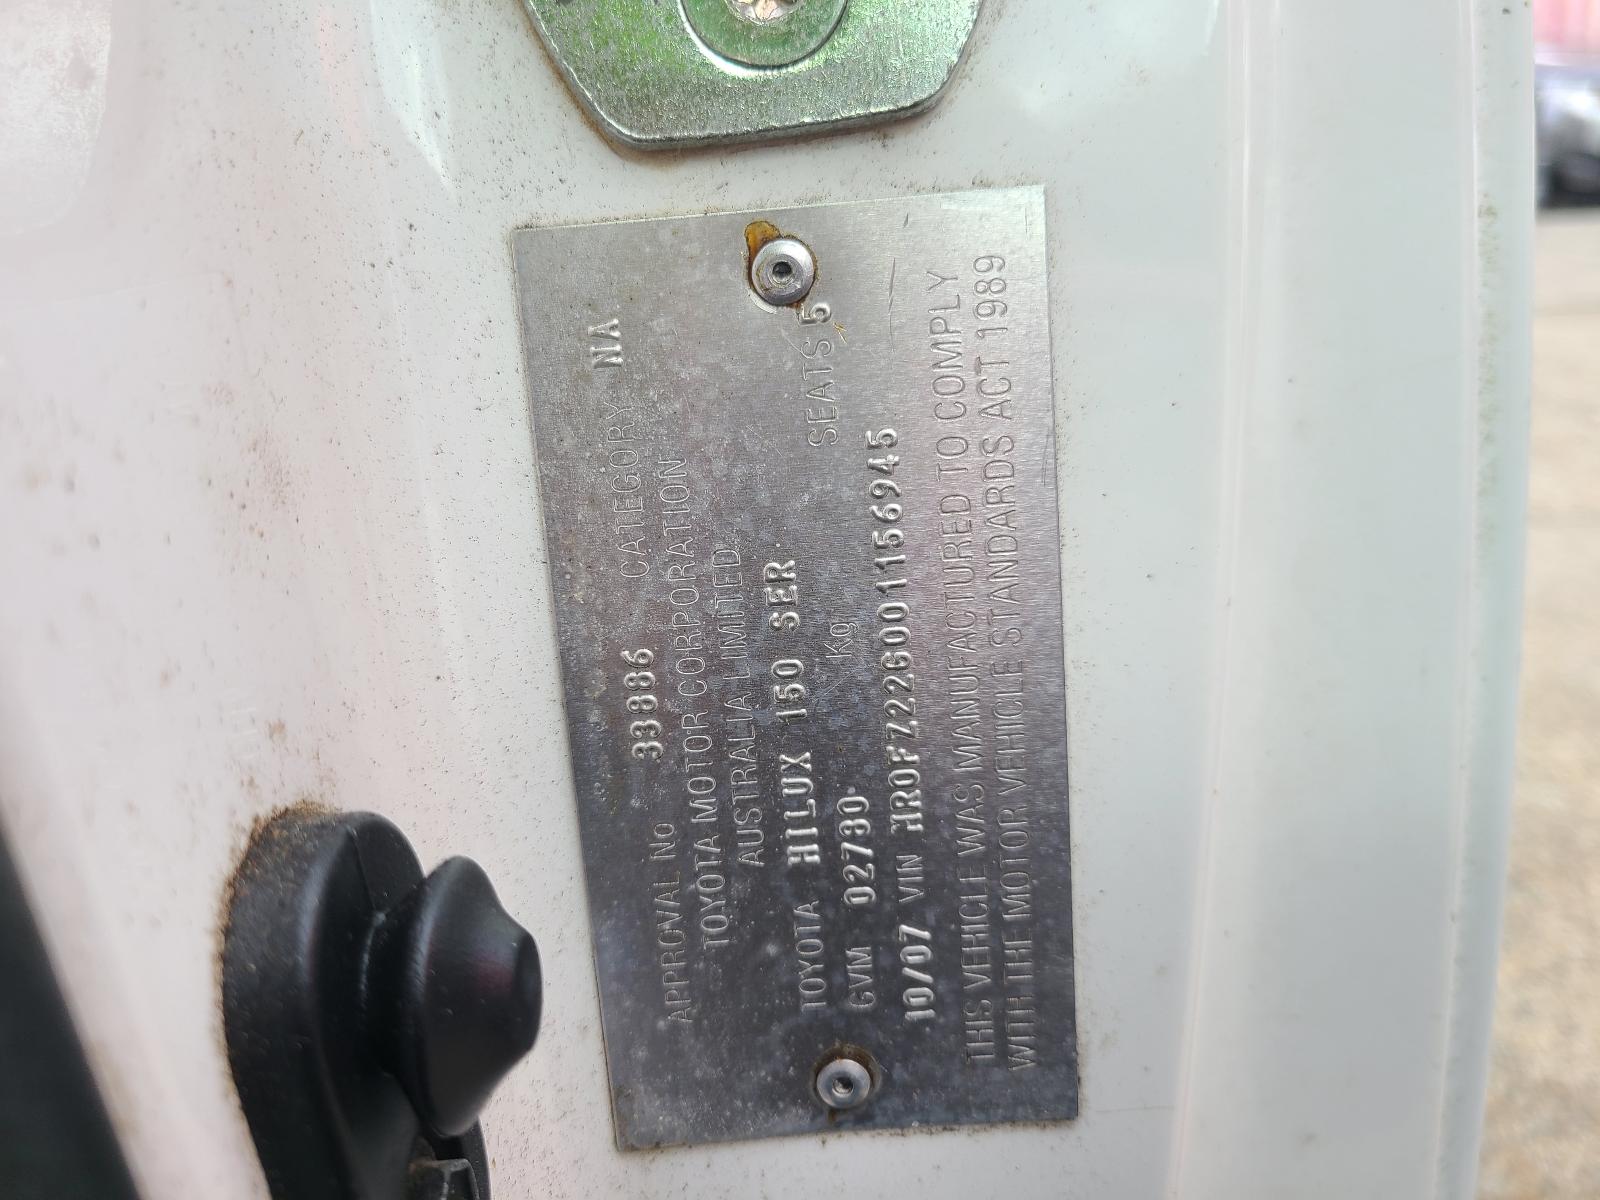 APPROVAL No 33886 CATEGORY NA
TOYOTA MOTOR CORPORATION
AUSTRALIA LIMITED
TOYOTA HILUX 150 SER
GVM 02780 Kg SEATS 5
10/07 VIN MR0FZ22G001156945
THIS VEHICLE WAS MANUFACTURED TO COMPLY
WITH THE MOTOR VEHICLE STANDARDS ACT 1989